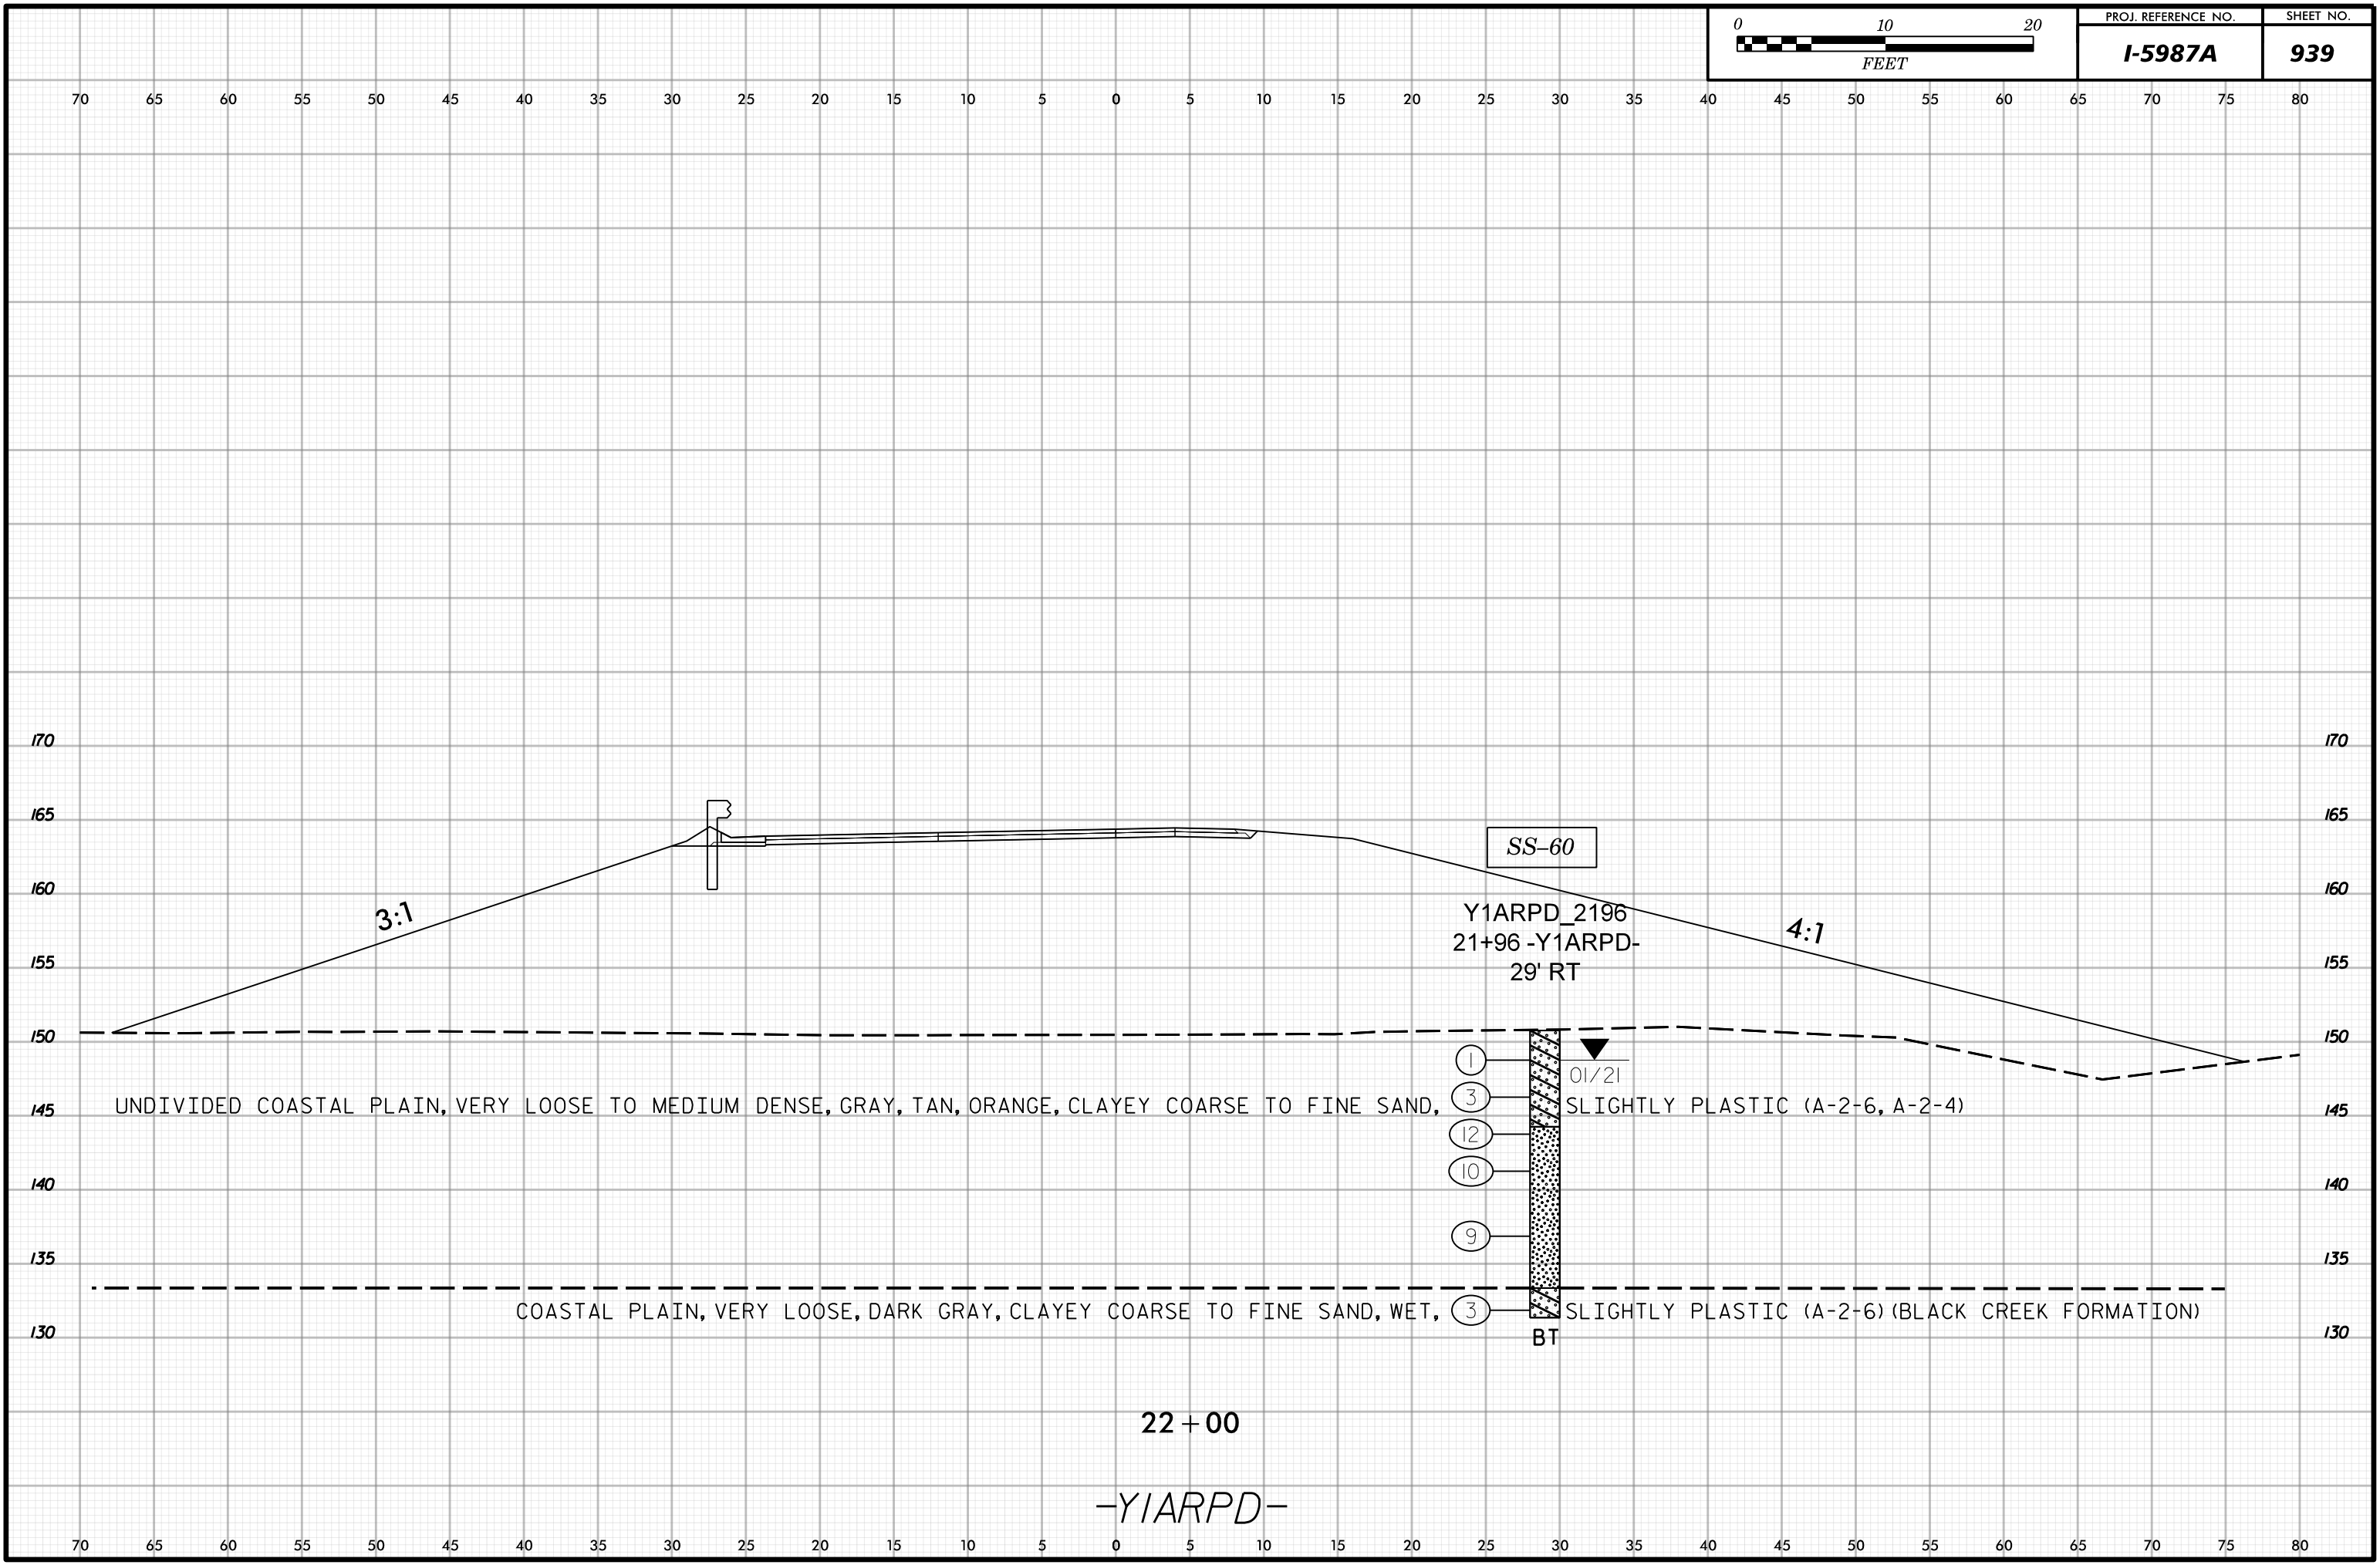 0 10 20
FEET
PROJ. REFERENCE NO. SHEET NO.
I-5987A 939
70 65 60 55 50 45 40 35 30 25 20 15 10 5 0 5 10 15 20 25 30 35 40 45 50 55 60 65 70 75 80
170 170
165 165
SS-60
160 160
3:1 4:1
Y1ARPD_2196
21+96 -Y1ARPD-
29' RT
155 155
150 150
1
01/21
3
UNDIVIDED COASTAL PLAIN, VERY LOOSE TO MEDIUM DENSE, GRAY, TAN, ORANGE, CLAYEY COARSE TO FINE SAND, SLIGHTLY PLASTIC (A-2-6, A-2-4)
145 145
12
10
140 140
9
135 135
COASTAL PLAIN, VERY LOOSE, DARK GRAY, CLAYEY COARSE TO FINE SAND, WET, 3 SLIGHTLY PLASTIC (A-2-6) (BLACK CREEK FORMATION)
130 130
BT
22+00
-Y1ARPD-
70 65 60 55 50 45 40 35 30 25 20 15 10 5 0 5 10 15 20 25 30 35 40 45 50 55 60 65 70 75 80